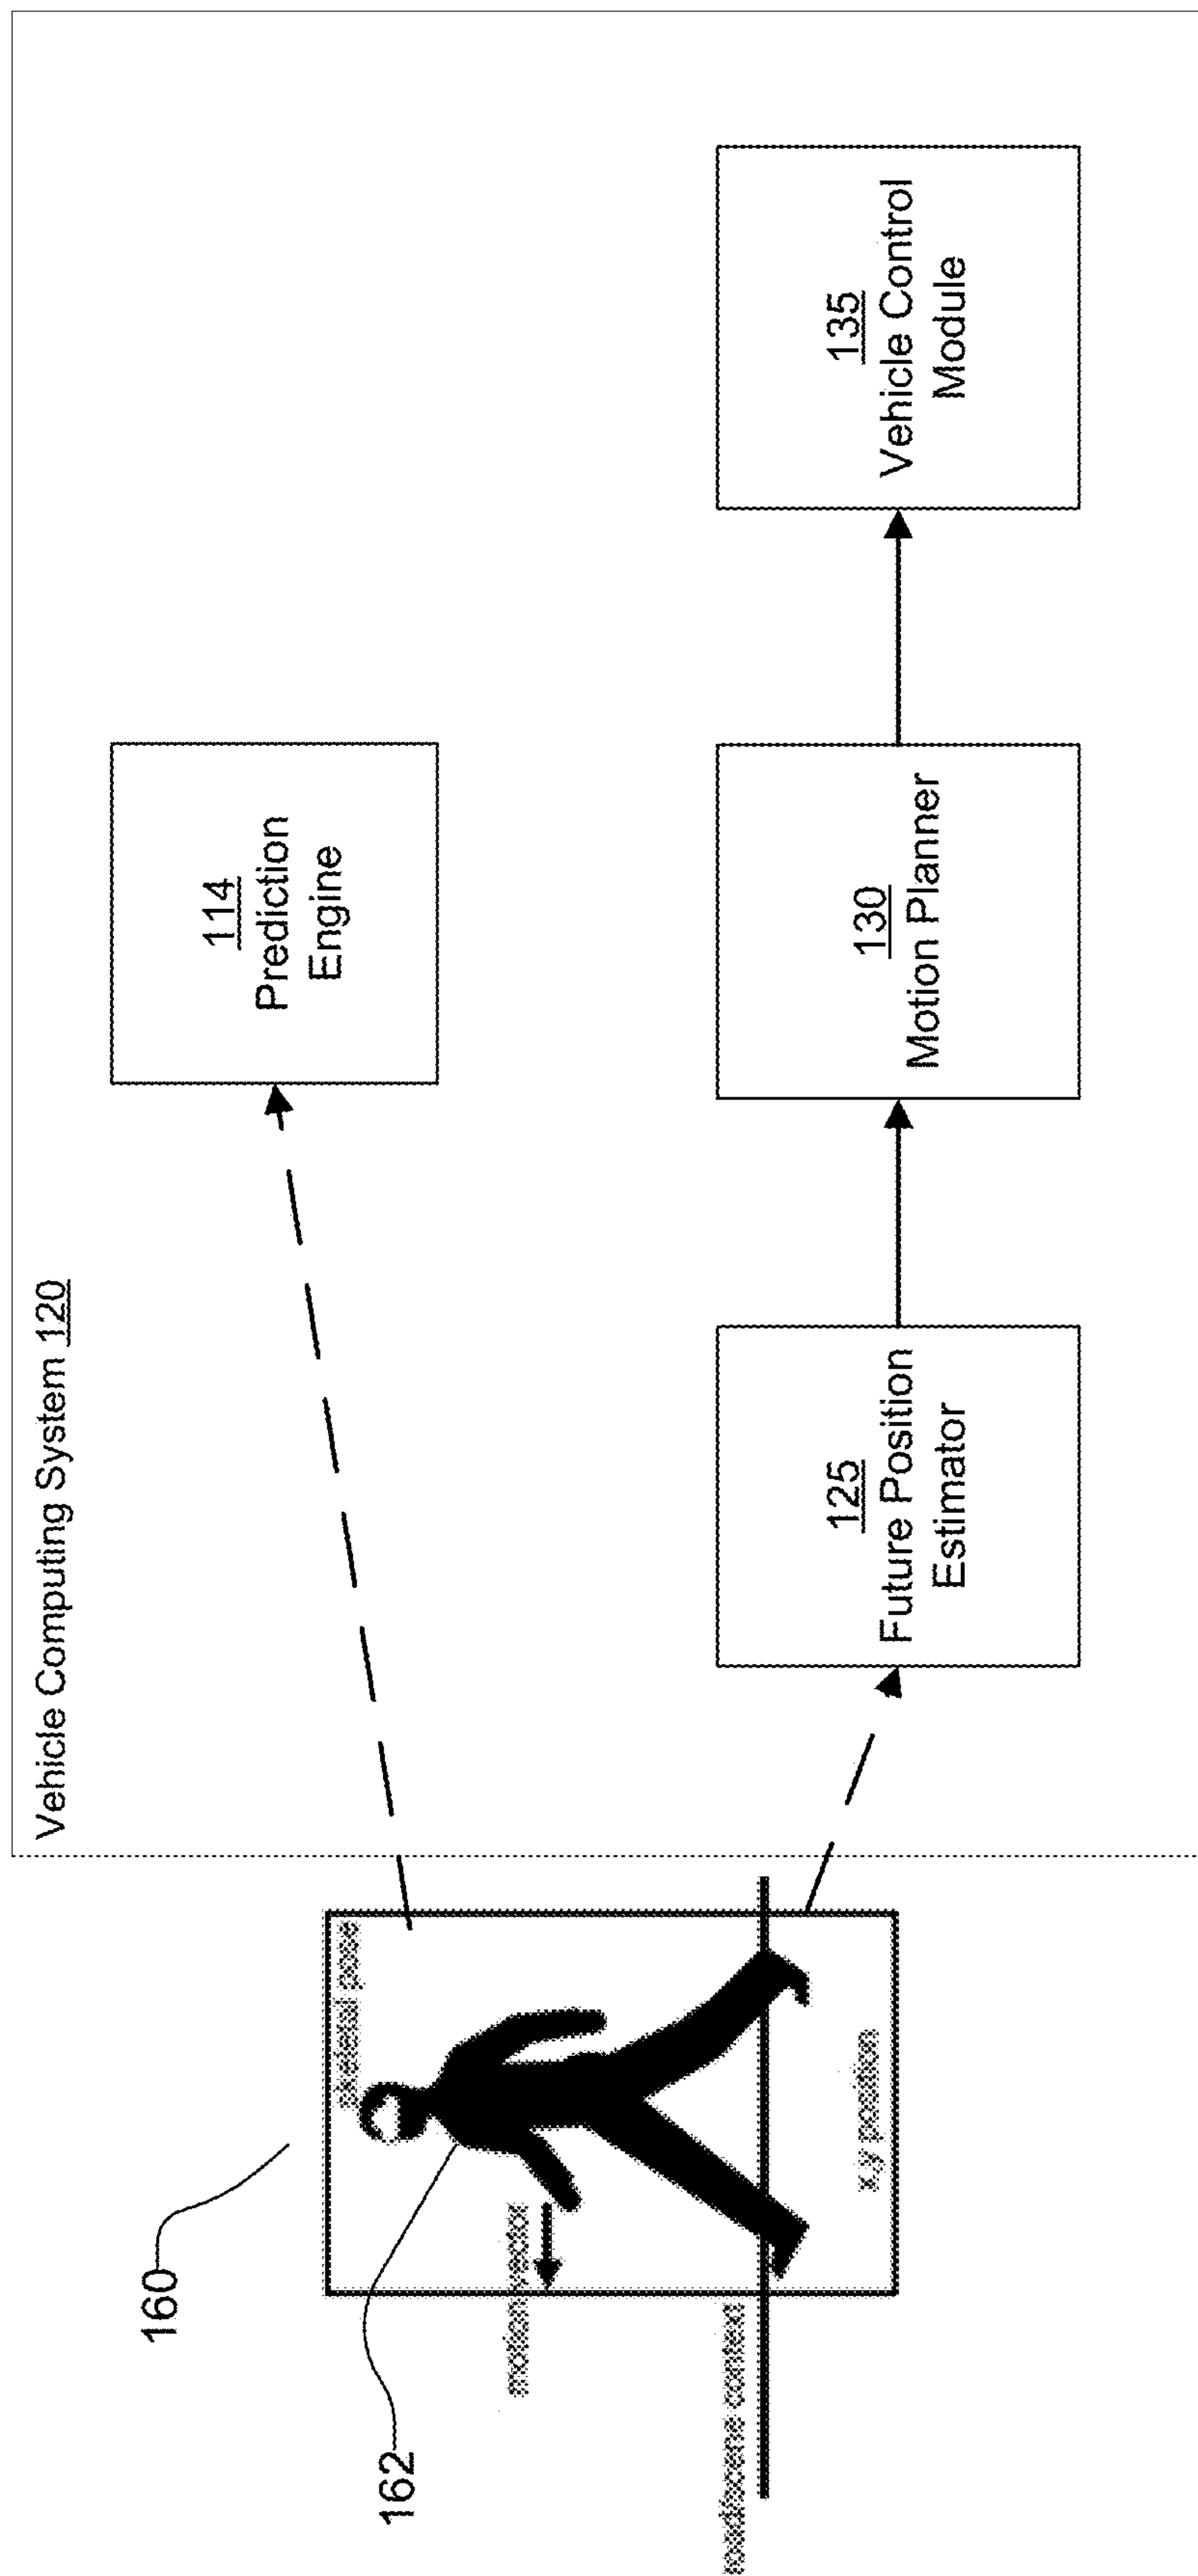 Vehicle Computing System 120
160
162
skeletal pose
motion vector
road/scene context
x,y position
114
Prediction
Engine
125
Future Position
Estimator
130
Motion Planner
135
Vehicle Control
Module